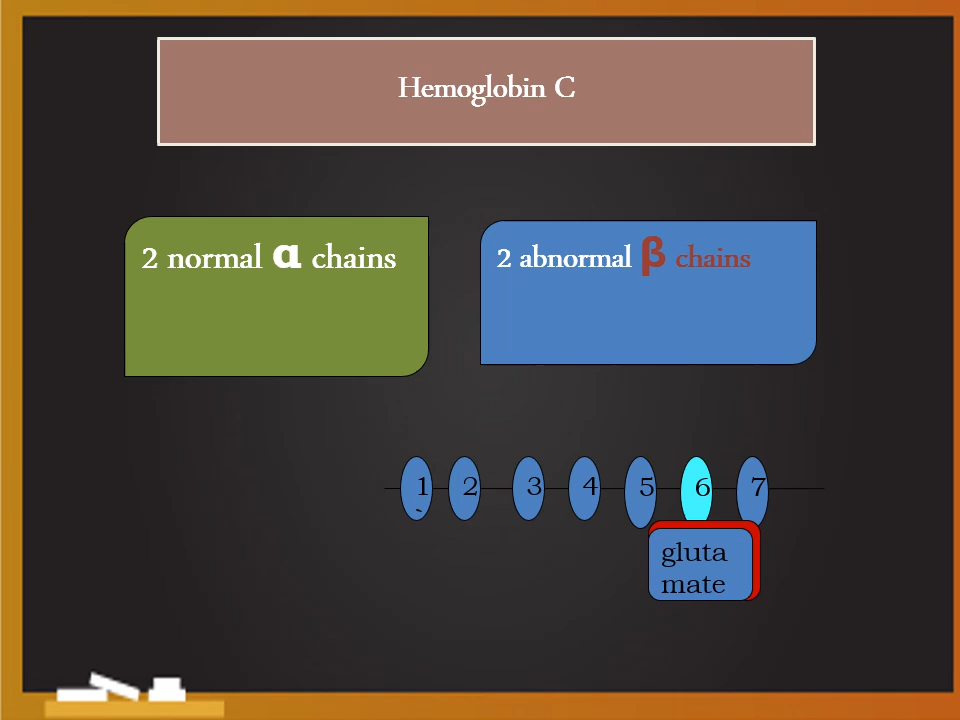 Hemoglobin C
2 normal α chains
2 abnormal β chains
1 2 3 4 5 6 7
`
gluta
mate